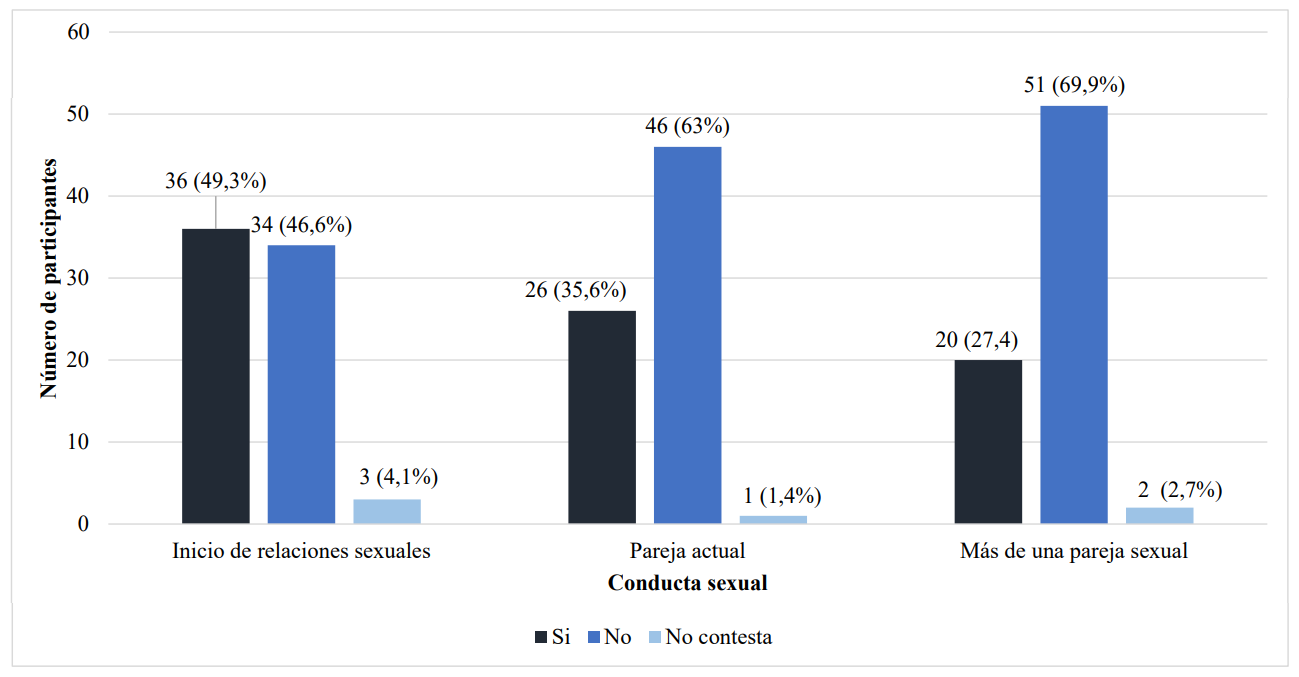 60
50
40
30
20
10
0
Número de participantes
36 (49,3%)
34 (46,6%)
3 (4,1%)
26 (35,6%)
46 (63%)
1 (1,4%)
20 (27,4)
51 (69,9%)
2 (2,7%)
Inicio de relaciones sexuales
Pareja actual
Más de una pareja sexual
Conducta sexual
Si No No contesta